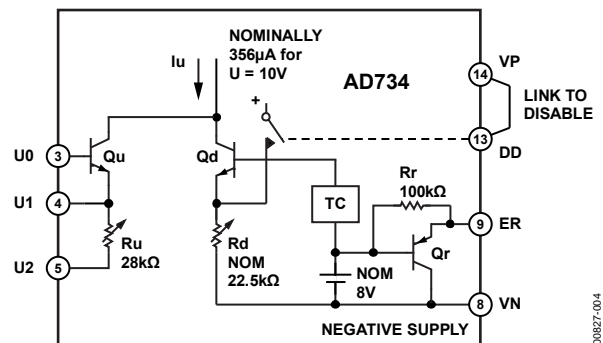 NOMINALLY
356µA for
U = 10V
Iu
AD734
VP
14
LINK TO
DISABLE
13
DD
+
U0
3
Qu
Qd
U1
4
Rr
100kΩ
TC
9
ER
Ru
28kΩ
Rd
NOM
22.5kΩ
Qr
U2
5
NOM
8V
8
VN
NEGATIVE SUPPLY
00827-004